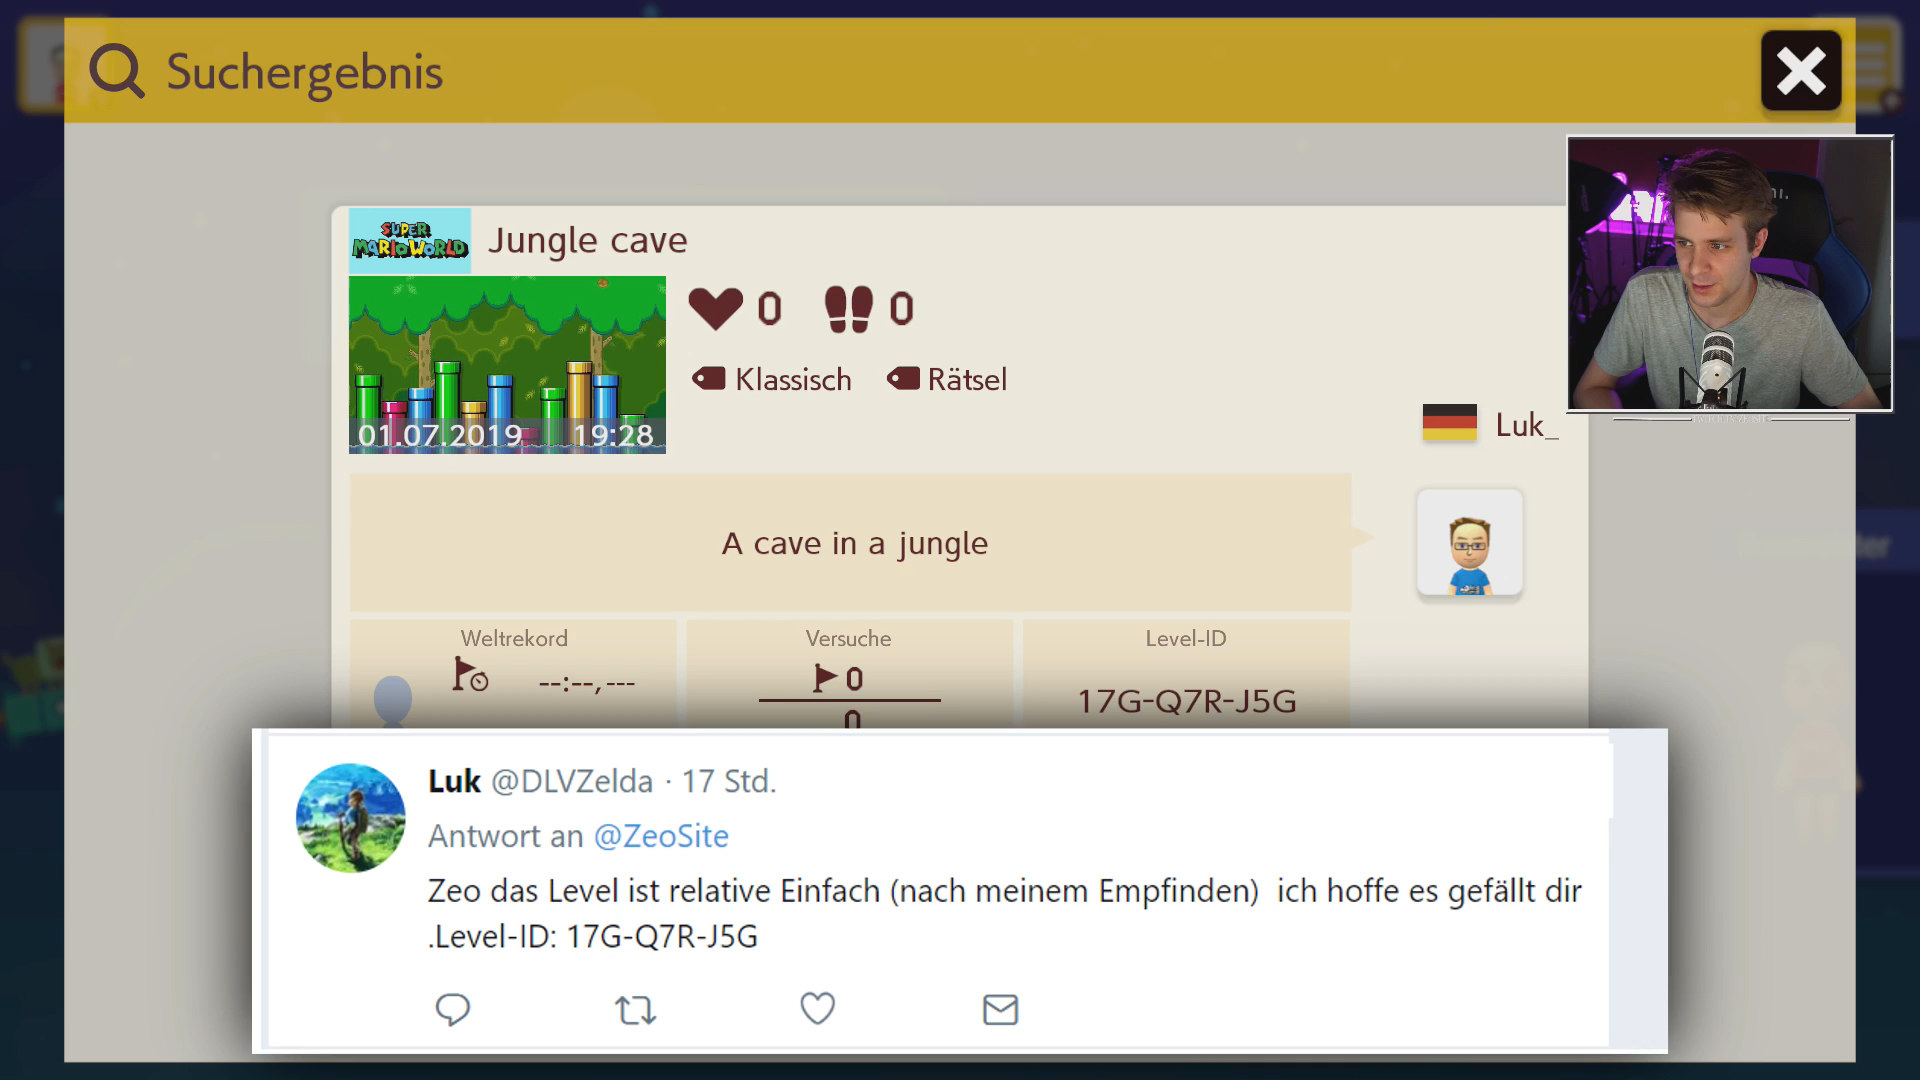 Suchergebnis
SUPER
MARIO WORLD
Jungle cave
0
0
Klassisch
Rätsel
01.07.2019
19:28
Luk_
A cave in a jungle
Weltrekord
--:--,---
Versuche
0
0
Level-ID
17G-Q7R-J5G
Luk @DLVZelda · 17 Std.
Antwort an @ZeoSite
Zeo das Level ist relative Einfach (nach meinem Empfinden)  ich hoffe es gefällt dir
.Level-ID: 17G-Q7R-J5G